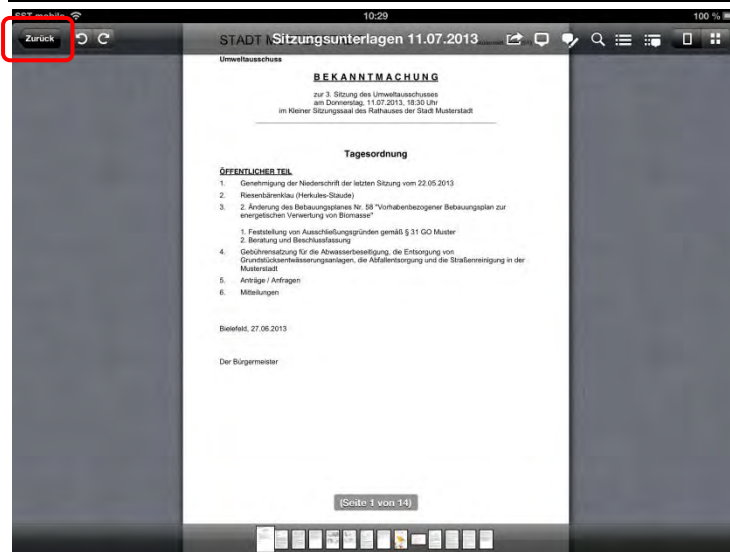 SST mobile 10:29 100 %
Zurück Sitzungsunterlagen 11.07.2013
STADT
Umweltausschuss
BEKANNTMACHUNG
zur 3. Sitzung des Umweltausschusses
am Donnerstag, 11.07.2013, 18:30 Uhr
im Kleiner Sitzungssaal des Rathauses der Stadt Musterstadt
Tagesordnung
ÖFFENTLICHER TEIL
1. Genehmigung der Niederschrift der letzten Sitzung vom 22.05.2013
2. Riesenbärenklau (Herkules-Staude)
3. 2. Änderung des Bebauungsplanes Nr. 58 "Vorhabenbezogener Bebauungsplan zur
energetischen Verwertung von Biomasse"
1. Feststellung von Ausschließungsgründen gemäß § 31 GO Muster
2. Beratung und Beschlussfassung
4. Gebührensatzung für die Abwasserbeseitigung, die Entsorgung von
Grundstücksentwässerungsanlagen, die Abfallentsorgung und die Straßenreinigung in der
Musterstadt
5. Anträge / Anfragen
6. Mitteilungen
Bielefeld, 27.06.2013
Der Bürgermeister
(Seite 1 von 14)